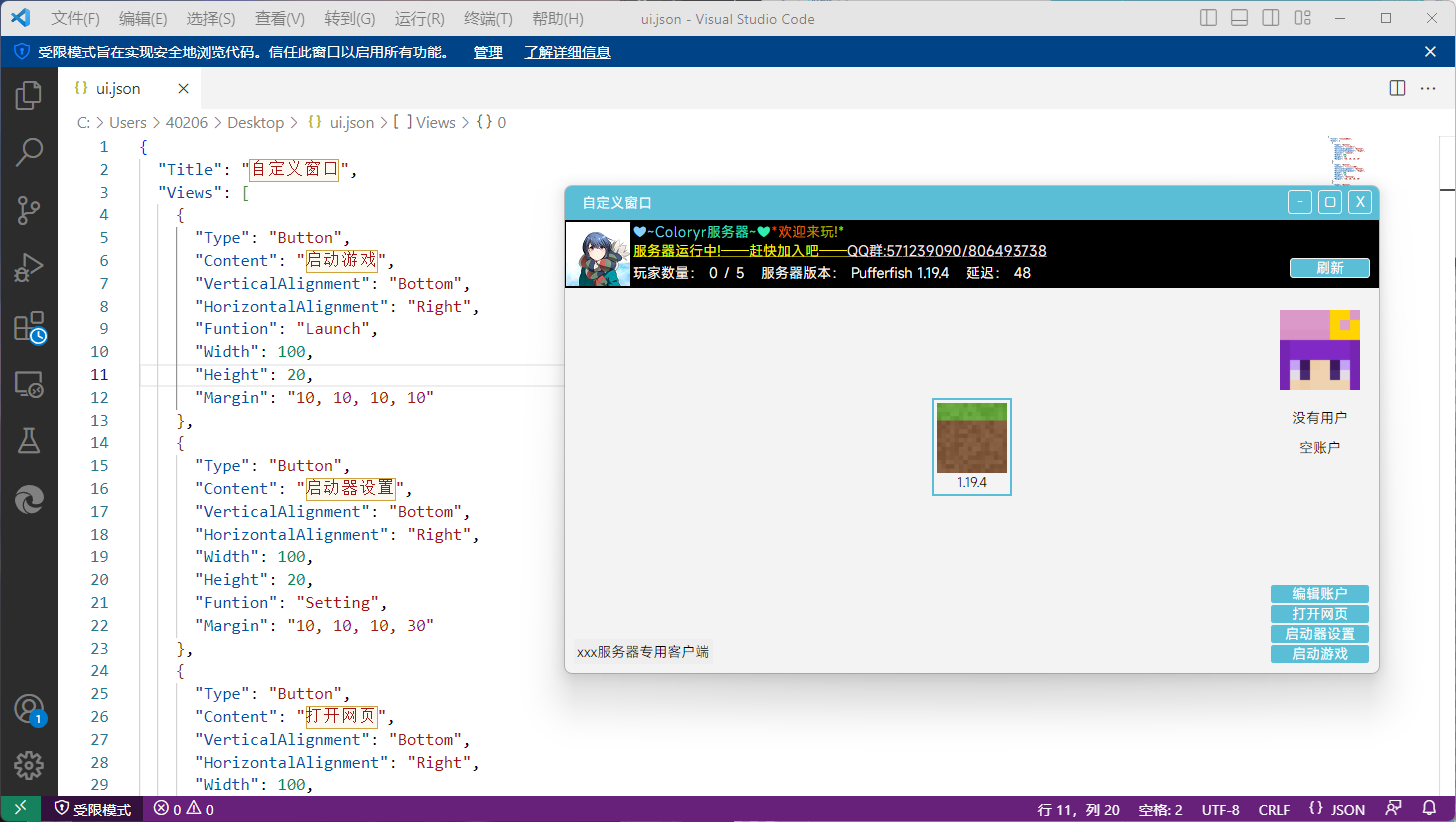 文件(F) 编辑(E) 选择(S) 查看(V) 转到(G) 运行(R) 终端(T) 帮助(H) ui.json - Visual Studio Code
受限模式旨在实现安全地浏览代码。信任此窗口以启用所有功能。 管理 了解详细信息
{} ui.json
C: > Users > 40206 > Desktop > {} ui.json > [ ] Views > {} 0
1 {
2 "Title": "自定义窗口",
3 "Views": [
4 {
5 "Type": "Button",
6 "Content": "启动游戏",
7 "VerticalAlignment": "Bottom",
8 "HorizontalAlignment": "Right",
9 "Funtion": "Launch",
10 "Width": 100,
11 "Height": 20,
12 "Margin": "10, 10, 10, 10"
13 },
14 {
15 "Type": "Button",
16 "Content": "启动器设置",
17 "VerticalAlignment": "Bottom",
18 "HorizontalAlignment": "Right",
19 "Width": 100,
20 "Height": 20,
21 "Funtion": "Setting",
22 "Margin": "10, 10, 10, 30"
23 },
24 {
25 "Type": "Button",
26 "Content": "打开网页",
27 "VerticalAlignment": "Bottom",
28 "HorizontalAlignment": "Right",
29 "Width": 100,
自定义窗口
- X
♥~Coloryr服务器~♥*欢迎来玩!*
服务器运行中!——赶快加入吧——QQ群:571239090/806493738
玩家数量: 0 / 5 服务器版本: Pufferfish 1.19.4 延迟: 48
刷新
1.19.4
没有用户
空账户
编辑账户
打开网页
启动器设置
启动游戏
xxx服务器专用客户端
1
受限模式 0 0 行 11，列 20 空格: 2 UTF-8 CRLF {} JSON